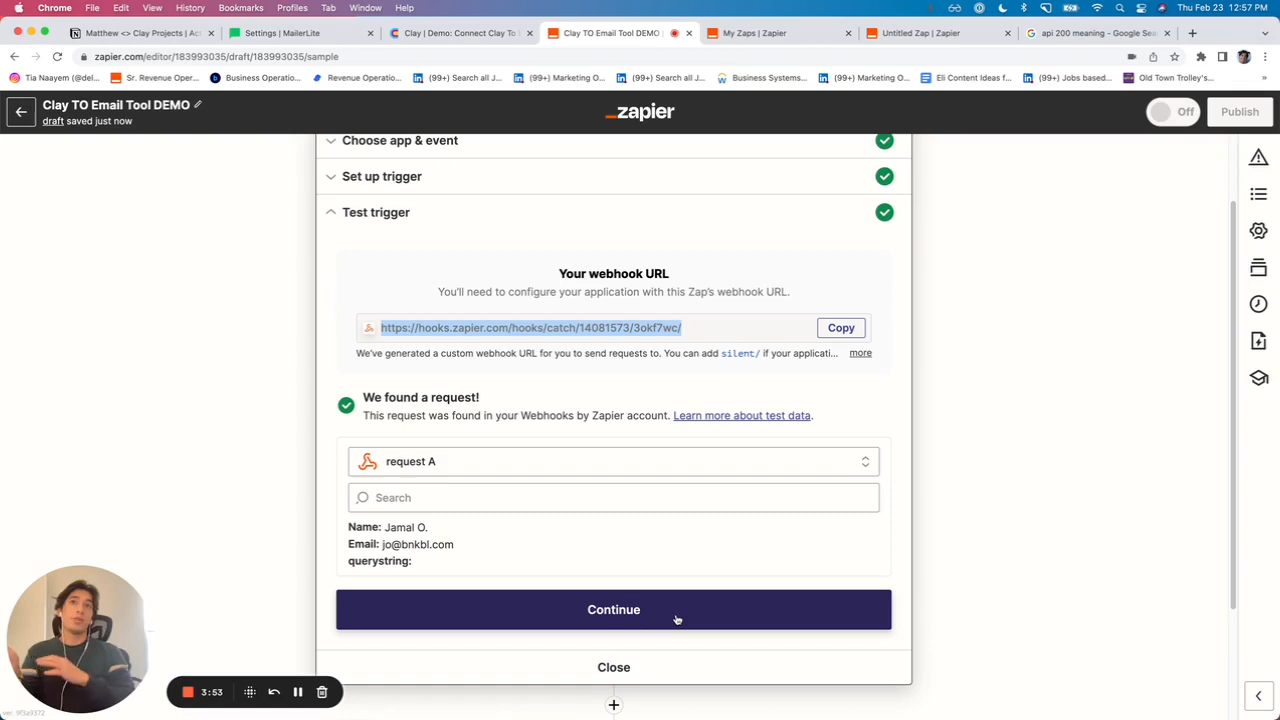 Chrome File Edit View History Bookmarks Profiles Tab Window Help Thu Feb 23 12:57 PM
Matthew <> Clay Projects | Ac Settings | MailerLite Clay | Demo: Connect Clay To Clay TO Email Tool DEMO My Zaps | Zapier Untitled Zap | Zapier api 200 meaning - Google Sea
zapier.com/editor/183993035/draft/183993035/sample
Tia Naayem (@del... Sr. Revenue Oper... Business Operatio... Revenue Operatio... (99+) Search all J... (99+) Marketing O... (99+) Search all J... Business Systems... (99+) Marketing O... Eli Content Ideas f... (99+) Jobs based... Old Town Trolley's...
Clay TO Email Tool DEMO
draft saved just now
zapier
Off
Publish
Choose app & event
Set up trigger
Test trigger
Your webhook URL
You'll need to configure your application with this Zap's webhook URL.
https://hooks.zapier.com/hooks/catch/14081573/3okf7wc/
Copy
We've generated a custom webhook URL for you to send requests to. You can add silent/ if your applicati... more
We found a request!
This request was found in your Webhooks by Zapier account. Learn more about test data.
request A
Search
Name: Jamal O.
Email: jo@bnkbl.com
querystring:
Continue
Close
3:53